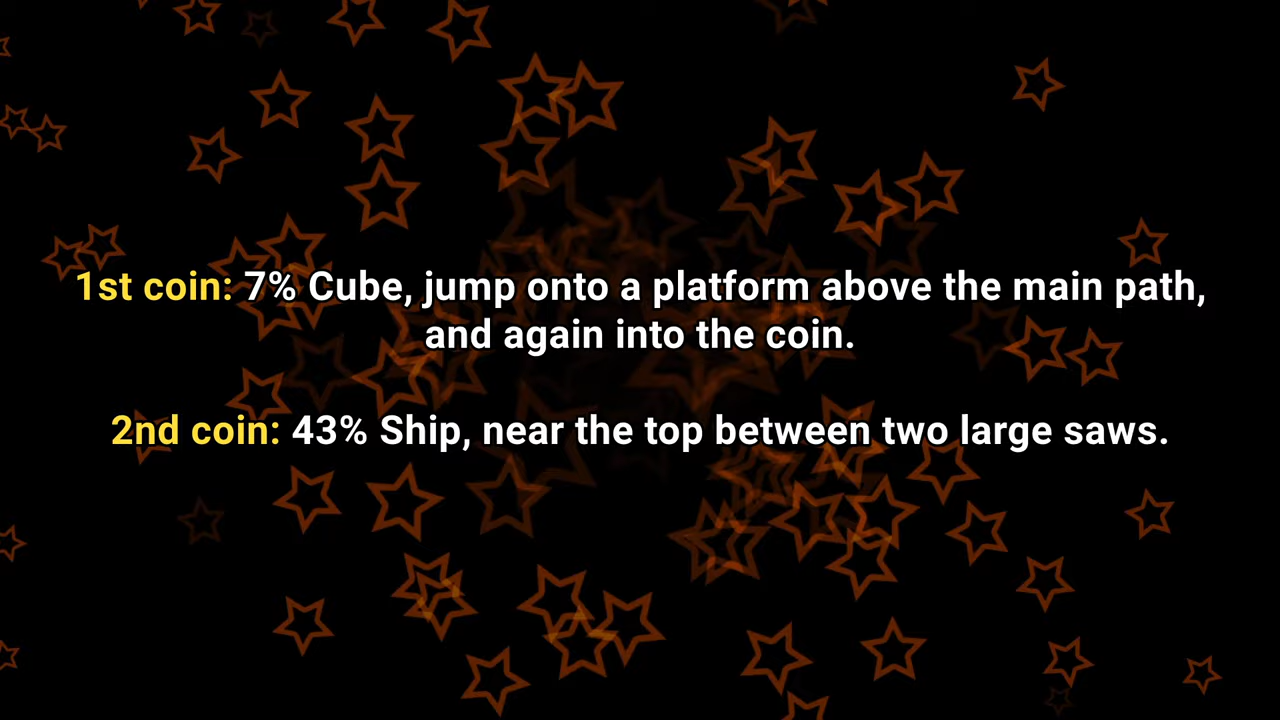 1st coin: 7% Cube, jump onto a platform above the main path,
and again into the coin.
2nd coin: 43% Ship, near the top between two large saws.